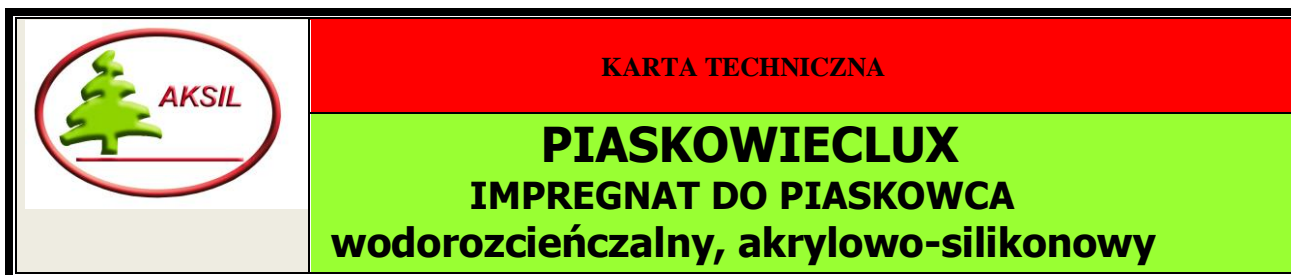 AKSIL
KARTA TECHNICZNA
PIASKOWIECLUX
IMPREGNAT DO PIASKOWCA
wodorozcieńczalny, akrylowo-silikonowy